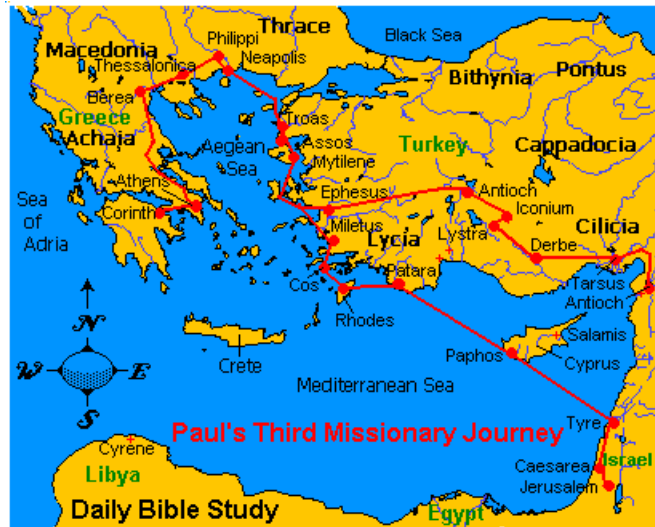 Thrace
Black Sea
Philippi
Macedonia
Thessalonica
Neapolis
Pontus
Bithynia
Berea
Greece
Achaia
Troas
Aegean
Sea
Assos
Mytilene
Turkey
Cappadocia
Athens
Sea
of
Adria
Corinth
Ephesus
Antioch
Iconium
Miletus
Lycia
Lystra
Cilicia
Derbe
Cos
Patara
Tarsus
Antioch
Rhodes
N
W
E
S
Crete
Salamis
Paphos
Cyprus
Mediterranean Sea
Paul's Third Missionary Journey
Tyre
Cyrene
Libya
Caesarea
Israel
Jerusalem
Daily Bible Study
Egypt